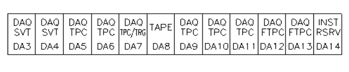 DAQ DAQ DAQ DAQ DAQ TAPE DAQ DAQ DAQ DAQ DAQ INST
SVT SVT TPC TPC TPC/TRG TPC TPC TPC FTPC FTPC RSRV
DA3 DA4 DA5 DA6 DA7 DA8 DA9 DA10 DA11 DA12 DA13 DA14